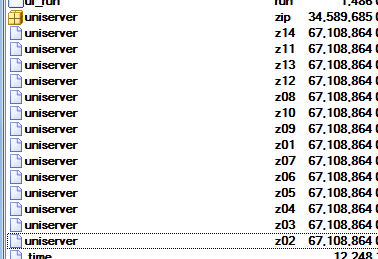 ui_run run 1,486
uniserver zip 34,589,685
uniserver z14 67,108,864
uniserver z11 67,108,864
uniserver z13 67,108,864
uniserver z12 67,108,864
uniserver z08 67,108,864
uniserver z10 67,108,864
uniserver z09 67,108,864
uniserver z01 67,108,864
uniserver z07 67,108,864
uniserver z06 67,108,864
uniserver z05 67,108,864
uniserver z04 67,108,864
uniserver z03 67,108,864
uniserver z02 67,108,864
time 12,248